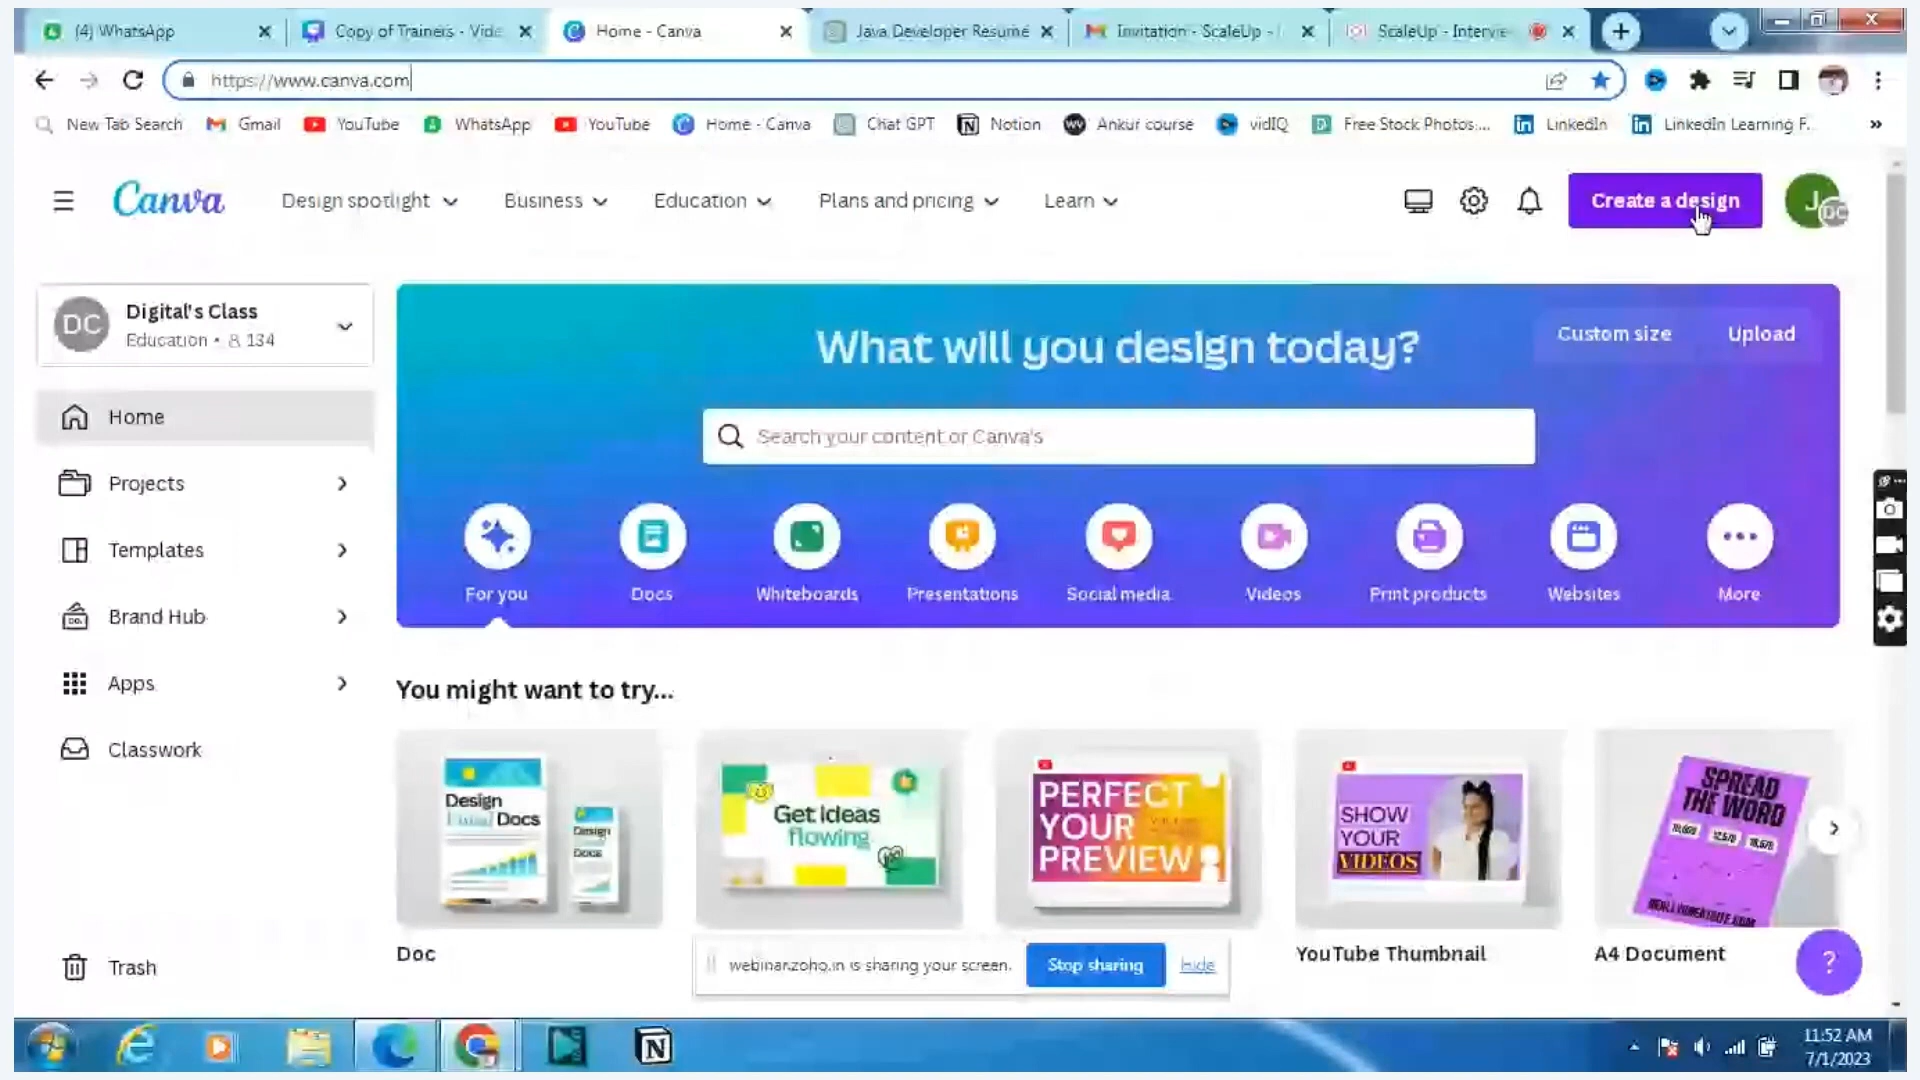 (4) WhatsApp
Copy of Trainers - Vide
Home - Canva
Java Developer Resume
Invitation - ScaleUp - I
ScaleUp - Intervie
https://www.canva.com
New Tab Search
Gmail
YouTube
WhatsApp
YouTube
Home - Canva
Chat GPT
Notion
Ankur course
vidIQ
Free Stock Photos:...
LinkedIn
LinkedIn Learning F...
Canva
Design spotlight
Business
Education
Plans and pricing
Learn
Create a design
J
DC
DC
Digital's Class
Education • 134
What will you design today?
Custom size
Upload
Search your content or Canva's
Home
Projects
Templates
Brand Hub
Apps
Classwork
Trash
For you
Docs
Whiteboards
Presentations
Social media
Videos
Print products
Websites
More
You might want to try...
Design
Docs
Design
Docs
Get ideas
flowing
PERFECT
YOUR
PREVIEW
SHOW
YOUR
VIDEOS
SPREAD
THE WORD
Doc
YouTube Thumbnail
A4 Document
webinar.zoho.in is sharing your screen.
Stop sharing
Hide
?
11:52 AM
7/1/2023